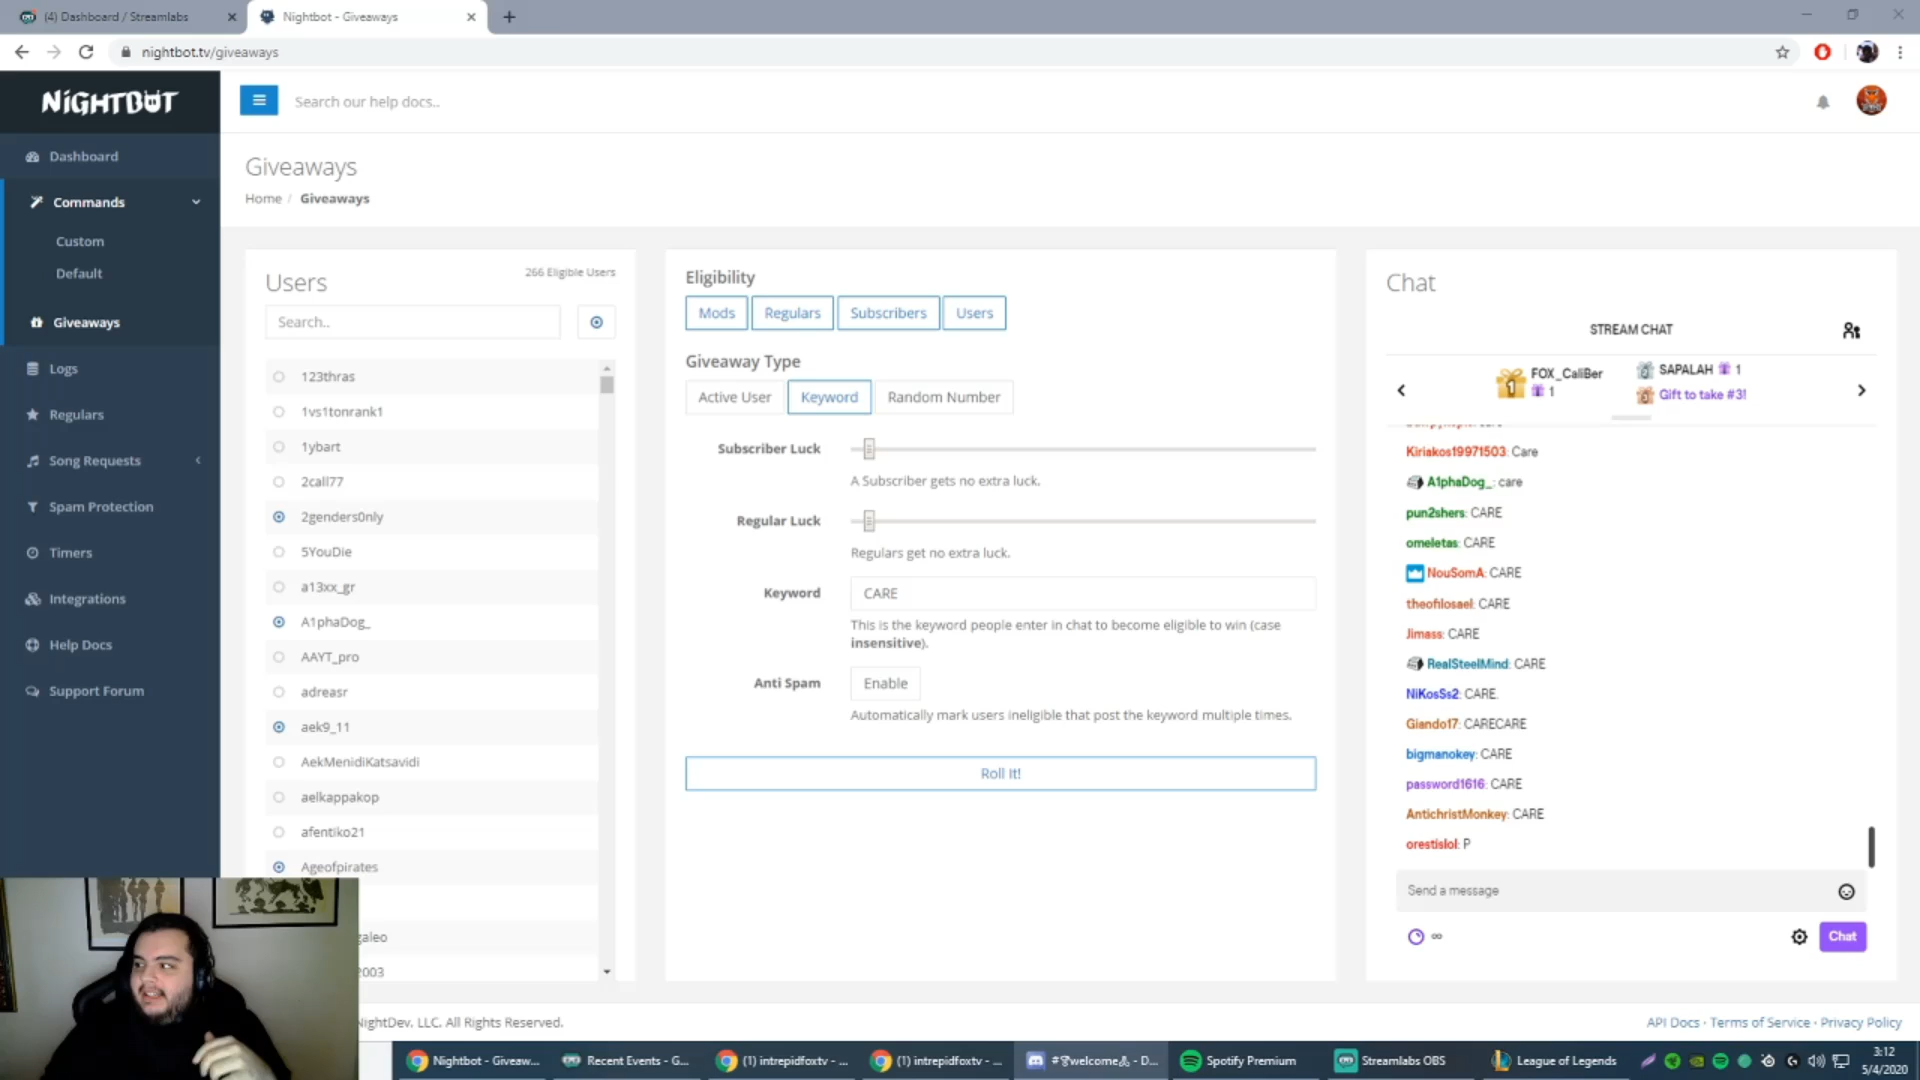 (4) Dashboard / Streamlabs
Nightbot - Giveaways
nightbot.tv/giveaways
NIGHTBOT
Search our help docs..
Dashboard
Commands
Custom
Default
Giveaways
Logs
Regulars
Song Requests
Spam Protection
Timers
Integrations
Help Docs
Support Forum
Giveaways
Home / Giveaways
Users
266 Eligible Users
Search..
123thras
1vs1tonrank1
1ybart
2call77
2genders0nly
5YouDie
a13xx_gr
A1phaDog_
AAYT_pro
adreasr
aek9_11
AekMenidiKatsavidi
aelkappakop
afentiko21
Ageofpirates
galeo
2003
Eligibility
Mods
Regulars
Subscribers
Users
Giveaway Type
Active User
Keyword
Random Number
Subscriber Luck
A Subscriber gets no extra luck.
Regular Luck
Regulars get no extra luck.
Keyword
CARE
This is the keyword people enter in chat to become eligible to win (case
insensitive).
Anti Spam
Enable
Automatically mark users ineligible that post the keyword multiple times.
Roll It!
Chat
STREAM CHAT
1 FOX_CaliBer
1
2 SAPALAH 1
3 Gift to take #3!
Kiriakos19971503: Care
A1phaDog_: care
pun2shers: CARE
omeletas: CARE
NouSomA: CARE
theofilosael: CARE
Jimass: CARE
RealSteelMind: CARE
NiKosSs2: CARE
Giando17: CARECARE
bigmanokey: CARE
password1616: CARE
AntichristMonkey: CARE
orestislol: P
Send a message
∞
Chat
NightDev, LLC. All Rights Reserved.
API Docs · Terms of Service · Privacy Policy
Nightbot - Giveaw...
Recent Events - G...
(1) intrepidfoxtv - ...
(1) intrepidfoxtv - ...
Spotify Premium
Streamlabs OBS
League of Legends
3:12
5/4/2020